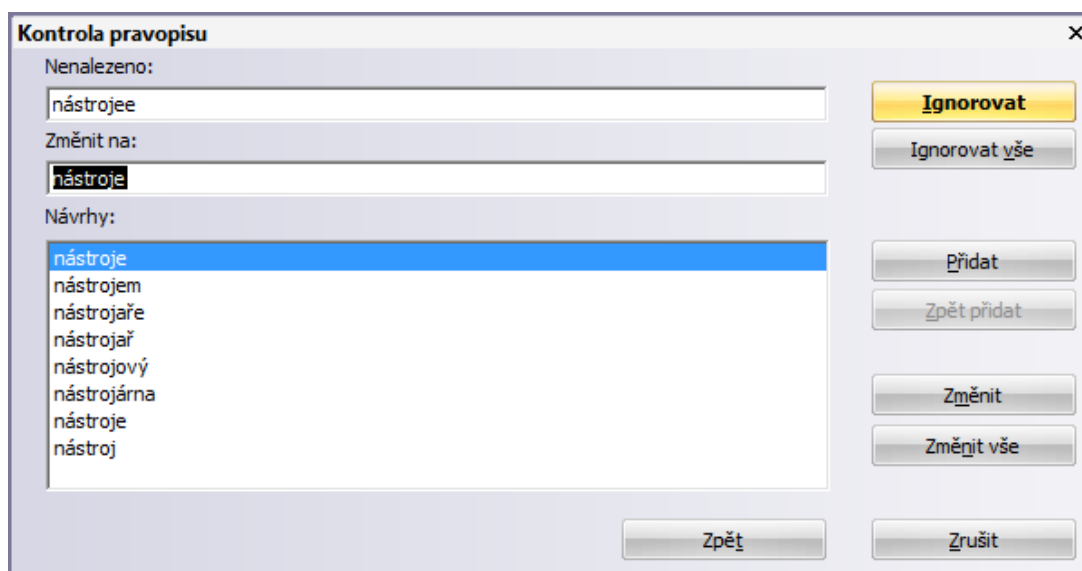 Kontrola pravopisu
Nenalezeno:
nástrojee
Ignorovat
Změnit na:
Ignorovat vše
nástroje
Návrhy:
nástroje
Přidat
nástrojem
nástrojaře
Zpět přidat
nástrojař
nástrojový
nástrojárna
Změnit
nástroje
nástroj
Změnit vše
Zpět
Zrušit